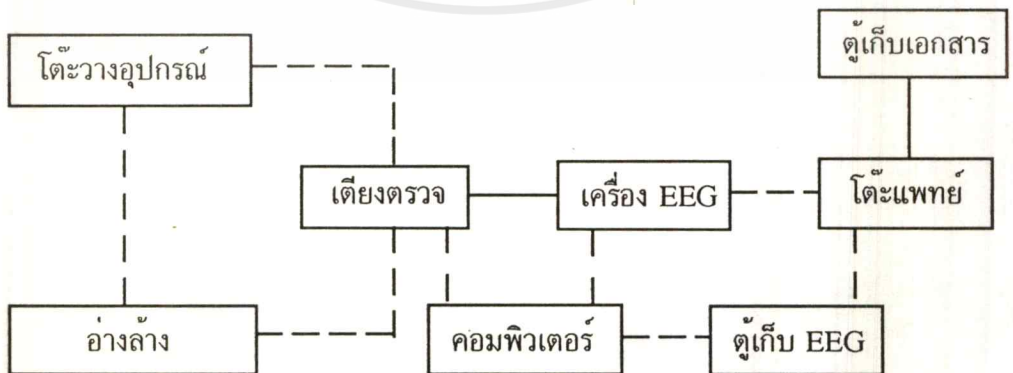 ตู้เก็บเอกสาร
โต๊ะวางอุปกรณ์
เตียงตรวจ
เครื่อง EEG
โต๊ะแพทย์
อ่างล้าง
คอมพิวเตอร์
ตู้เก็บ EEG